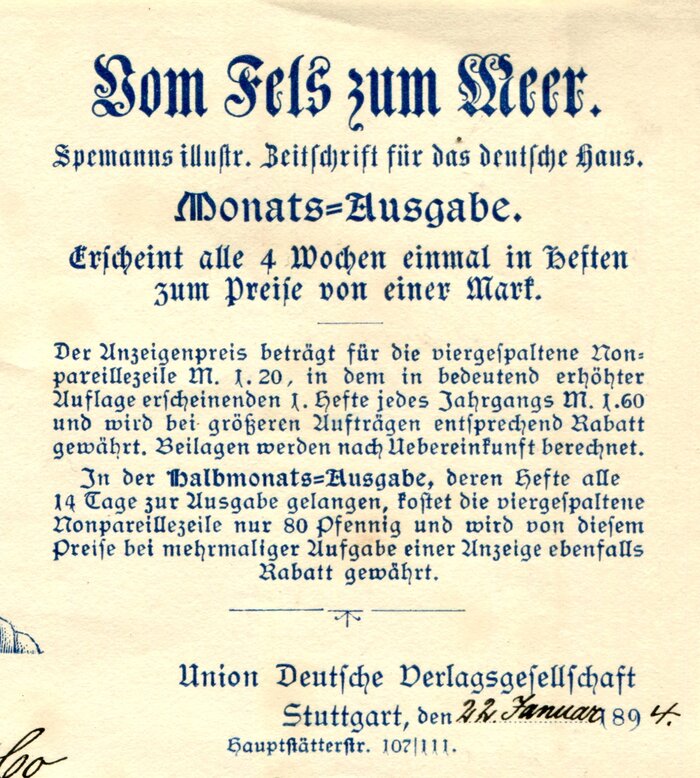 Vom Fels zum Meer.
Spemanns illustr. Zeitschrift für das deutsche Haus.
Monats=Ausgabe.
Erscheint alle 4 Wochen einmal in Heften
zum Preise von einer Mark.
Der Anzeigenpreis beträgt für die viergespaltene Non=
pareillezeile M. 1.20, in dem in bedeutend erhöhter
Auflage erscheinenden 1. Hefte jedes Jahrgangs M. 1.60
und wird bei größeren Aufträgen entsprechend Rabatt
gewährt. Beilagen werden nach Uebereinkunft berechnet.
In der Halbmonats=Ausgabe, deren Hefte alle
14 Tage zur Ausgabe gelangen, kostet die viergespaltene
Nonpareillezeile nur 80 Pfennig und wird von diesem
Preise bei mehrmaliger Aufgabe einer Anzeige ebenfalls
Rabatt gewährt.
Union Deutsche Verlagsgesellschaft
Stuttgart, den 22. Januar 1894.
Hauptstätterstr. 107/111.
Co